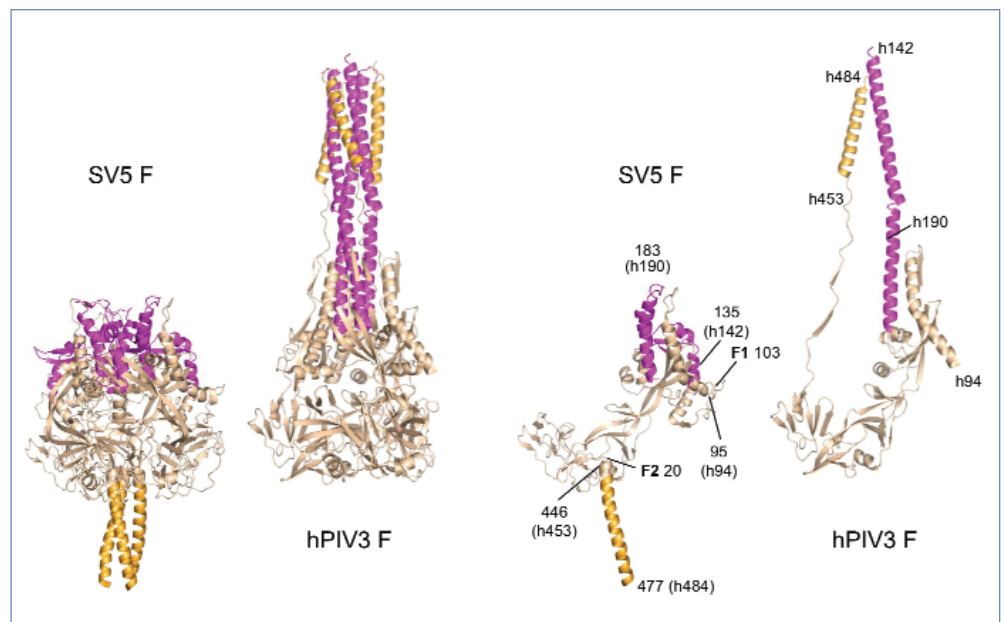 SV5 F
hPIV3 F
SV5 F
183
(h190)
135
(h142)
F1 103
95
(h94)
F2 20
446
(h453)
477 (h484)
h142
h484
h453
h190
h94
hPIV3 F